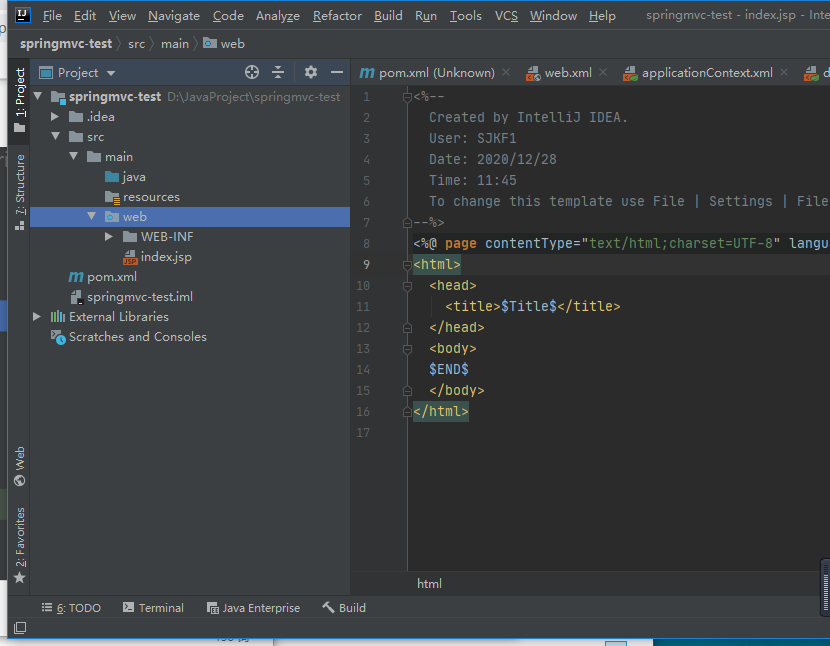 File Edit View Navigate Code Analyze Refactor Build Run Tools VCS Window Help springmvc-test - index.jsp - Inte
springmvc-test src main web
Project
pom.xml (Unknown) web.xml applicationContext.xml d
1: Project
7: Structure
Web
2: Favorites
springmvc-test D:\JavaProject\springmvc-test
.idea
src
main
java
resources
web
WEB-INF
index.jsp
pom.xml
springmvc-test.iml
External Libraries
Scratches and Consoles
1 <%--
2 Created by IntelliJ IDEA.
3 User: SJKF1
4 Date: 2020/12/28
5 Time: 11:45
6 To change this template use File | Settings | File
7 --%>
8 <%@ page contentType="text/html;charset=UTF-8" langu
9 <html>
10 <head>
11 <title>$Title$</title>
12 </head>
13 <body>
14 $END$
15 </body>
16 </html>
17
html
6: TODO Terminal Java Enterprise Build